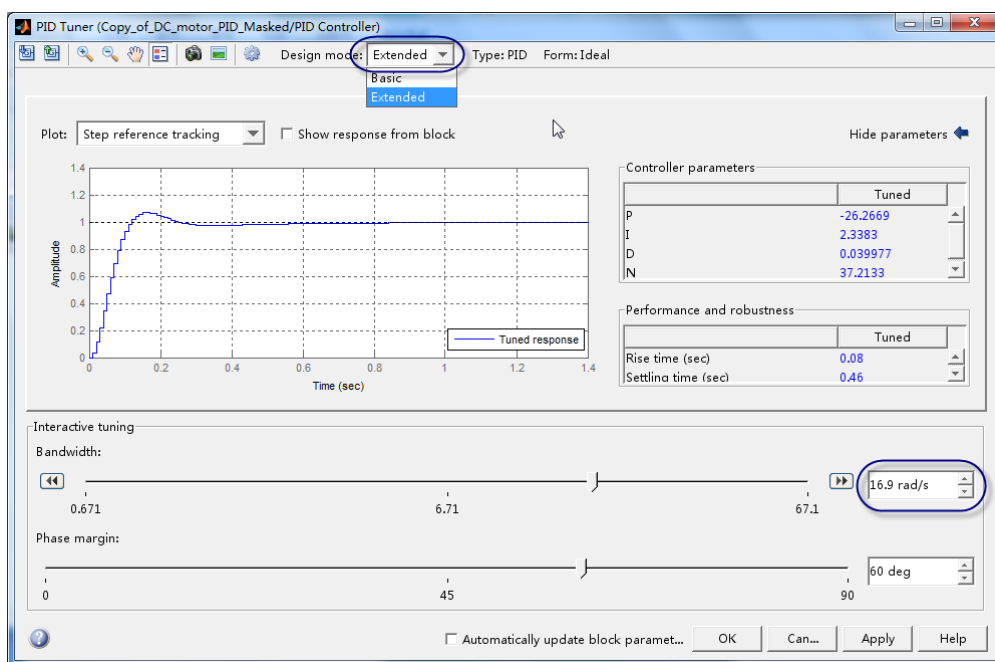 PID Tuner (Copy_of_DC_motor_PID_Masked/PID Controller)
Design mode: Extended Type: PID Form: Ideal
Basic
Extended
Plot: Step reference tracking Show response from block Hide parameters
1.4
1.2
1
0.8
0.6
0.4
0.2
0
Amplitude
0 0.2 0.4 0.6 0.8 1 1.2 1.4
Time (sec)
Tuned response
Controller parameters
Tuned
P -26.2669
I 2.3383
D 0.039977
N 37.2133
Performance and robustness
Tuned
Rise time (sec) 0.08
Settling time (sec) 0.46
Interactive tuning
Bandwidth:
16.9 rad/s
0.671 6.71 67.1
Phase margin:
60 deg
0 45 90
Automatically update block paramet... OK Can... Apply Help